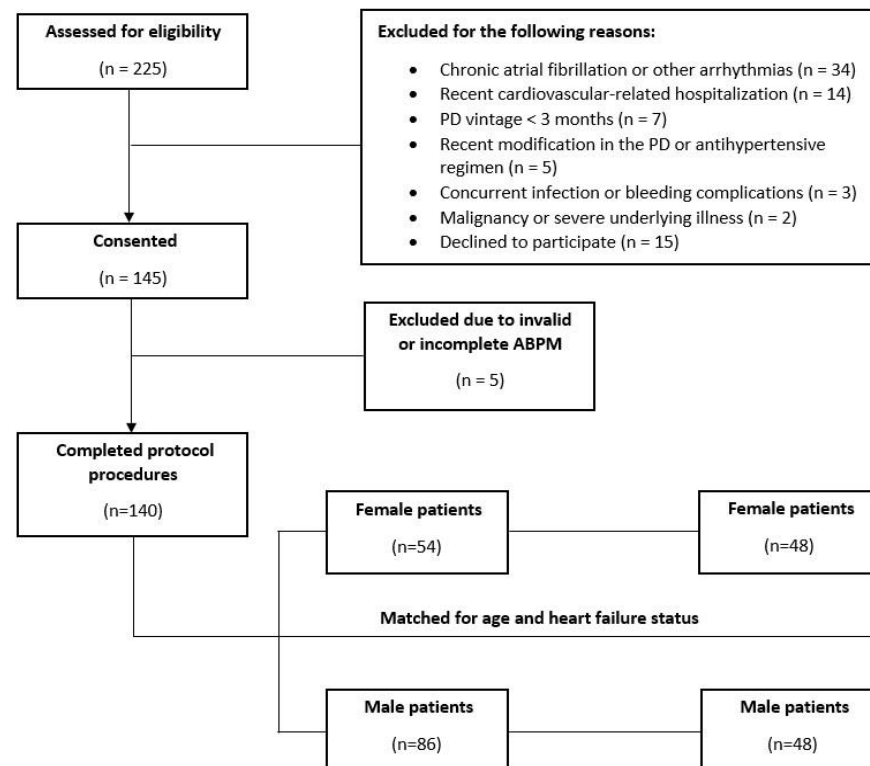 Assessed for eligibility
(n = 225)
Excluded for the following reasons:
• Chronic atrial fibrillation or other arrhythmias (n = 34)
• Recent cardiovascular-related hospitalization (n = 14)
• PD vintage < 3 months (n = 7)
• Recent modification in the PD or antihypertensive
regimen (n = 5)
• Concurrent infection or bleeding complications (n = 3)
• Malignancy or severe underlying illness (n = 2)
• Declined to participate (n = 15)
Consented
(n = 145)
Excluded due to invalid
or incomplete ABPM
(n = 5)
Completed protocol
procedures
(n=140)
Female patients
(n=54)
Female patients
(n=48)
Matched for age and heart failure status
Male patients
(n=86)
Male patients
(n=48)